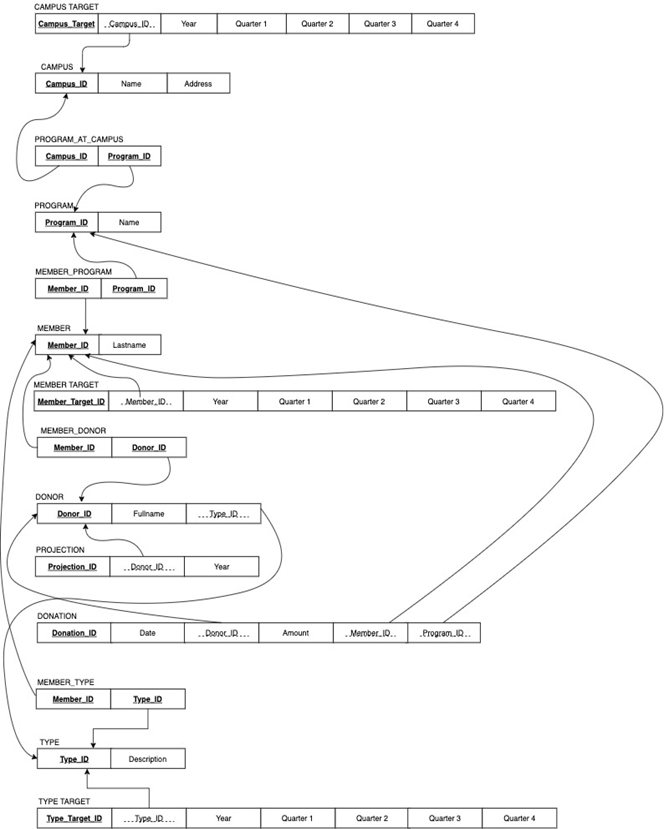 CAMPUS TARGET
Campus_Target Campus_ID Year Quarter 1 Quarter 2 Quarter 3 Quarter 4
CAMPUS
Campus_ID Name Address
PROGRAM_AT_CAMPUS
Campus_ID Program_ID
PROGRAM
Program_ID Name
MEMBER_PROGRAM
Member_ID Program_ID
MEMBER
Member_ID Lastname
MEMBER TARGET
Member_Target_ID Member_ID Year Quarter 1 Quarter 2 Quarter 3 Quarter 4
MEMBER_DONOR
Member_ID Donor_ID
DONOR
Donor_ID Fullname Type_ID
PROJECTION
Projection_ID Donor_ID Year
DONATION
Donation_ID Date Donor_ID Amount Member_ID Program_ID
MEMBER_TYPE
Member_ID Type_ID
TYPE
Type_ID Description
TYPE TARGET
Type_Target_ID Type_ID Year Quarter 1 Quarter 2 Quarter 3 Quarter 4